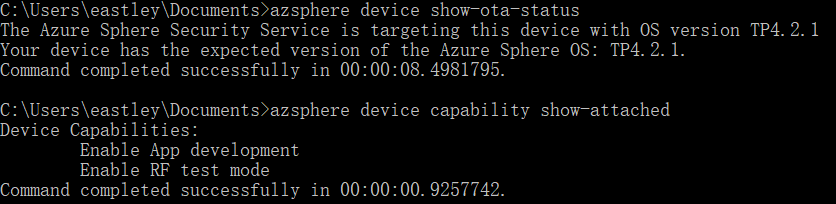 C:\Users\eastley\Documents>azsphere device show-ota-status
The Azure Sphere Security Service is targeting this device with OS version TP4.2.1
Your device has the expected version of the Azure Sphere OS: TP4.2.1.
Command completed successfully in 00:00:08.4981795.
C:\Users\eastley\Documents>azsphere device capability show-attached
Device Capabilities:
Enable App development
Enable RF test mode
Command completed successfully in 00:00:00.9257742.